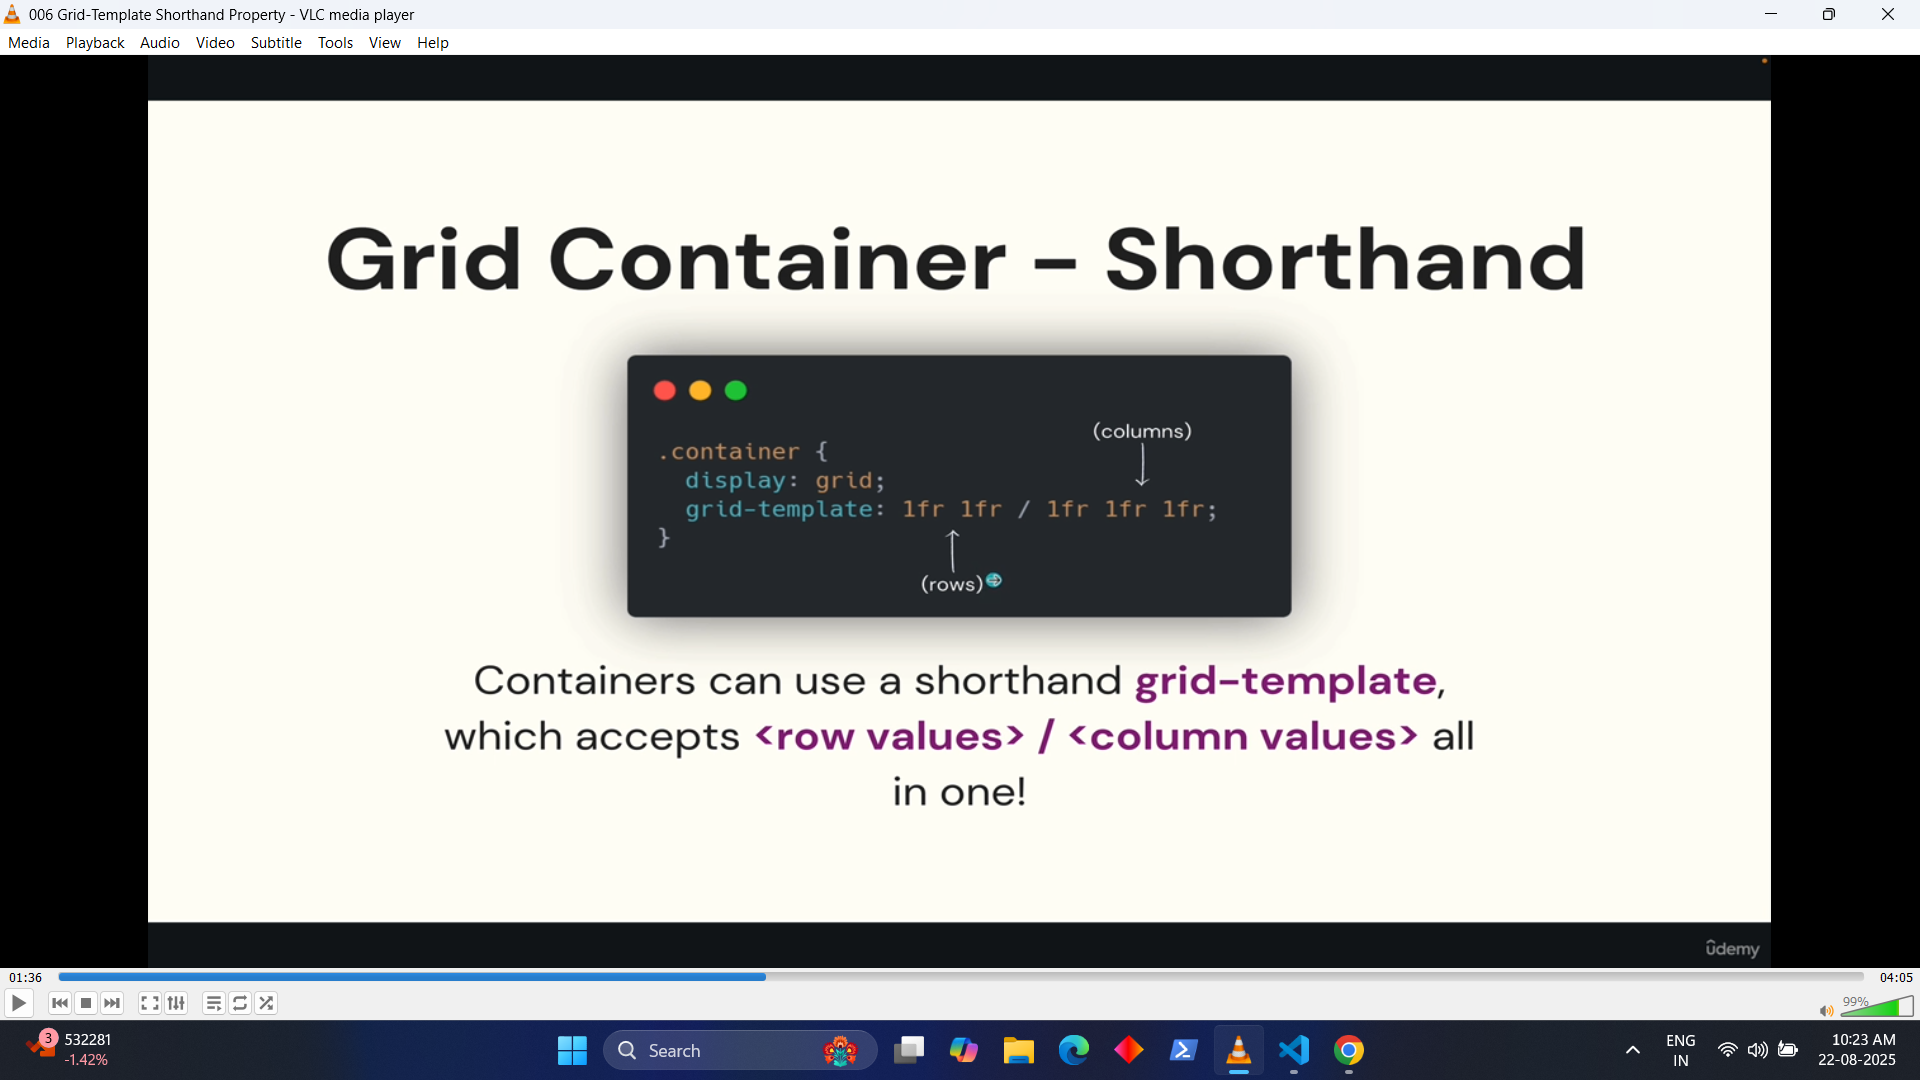 006 Grid-Template Shorthand Property - VLC media player
Media Playback Audio Video Subtitle Tools View Help
Grid Container – Shorthand
(columns)
.container {
display: grid;
grid-template: 1fr 1fr / 1fr 1fr 1fr;
}
(rows)
Containers can use a shorthand grid-template,
which accepts <row values> / <column values> all
in one!
ûdemy
01:36 04:05
99%
3 532281
-1.42%
Search
ENG
IN
10:23 AM
22-08-2025